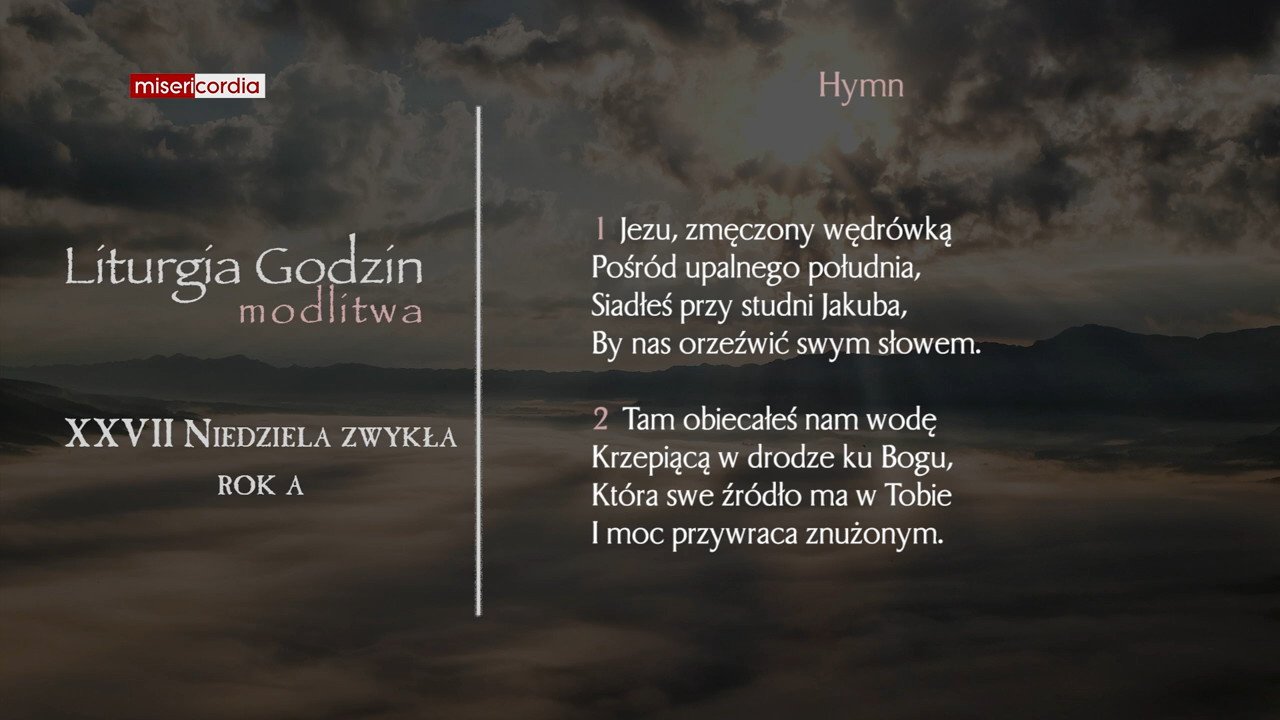 misericordia
Liturgia Godzin
modlitwa
XXVII Niedziela zwykła
rok A
Hymn
1 Jezu, zmęczony wędrówką
Pośród upalnego południa,
Siadłeś przy studni Jakuba,
By nas orzeźwić swym słowem.
2 Tam obiecałeś nam wodę
Krzepiącą w drodze ku Bogu,
Która swe źródło ma w Tobie
I moc przywraca znużonym.